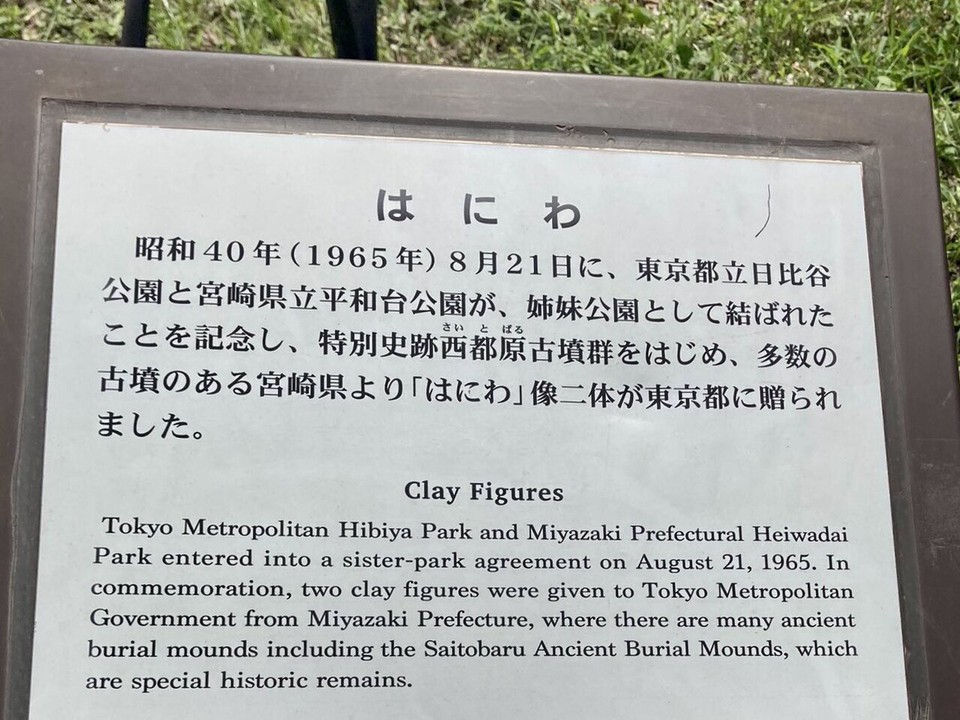 はにわ
昭和40年(1965年)8月21日に、東京都立日比谷
公園と宮崎県立平和台公園が、姉妹公園として結ばれた
さい と ばる
ことを記念し、特別史跡西都原古墳群をはじめ、多数の
古墳のある宮崎県より「はにわ」像二体が東京都に贈られ
ました。
Clay Figures
Tokyo Metropolitan Hibiya Park and Miyazaki Prefectural Heiwadai
Park entered into a sister-park agreement on August 21, 1965. In
commemoration, two clay figures were given to Tokyo Metropolitan
Government from Miyazaki Prefecture, where there are many ancient
burial mounds including the Saitobaru Ancient Burial Mounds, which
are special historic remains.